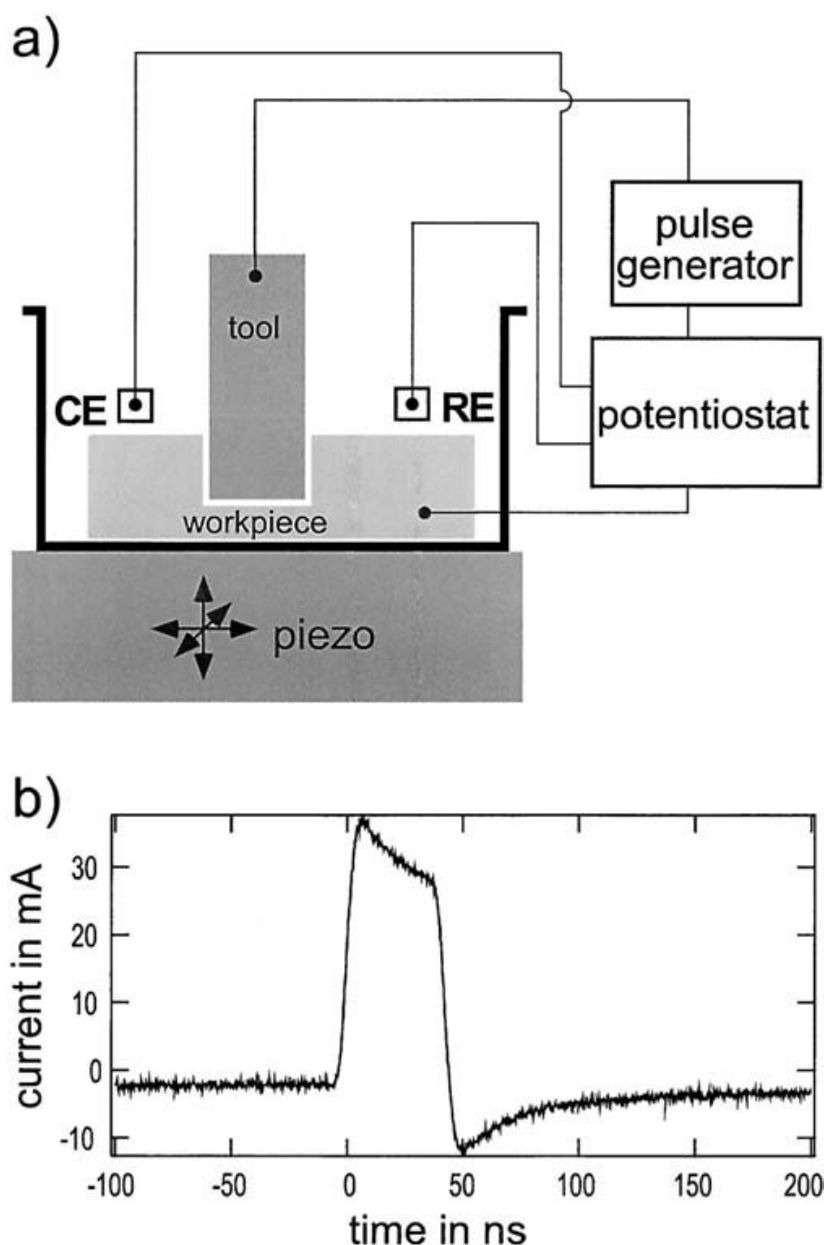 a)
pulse
generator
tool
CE
RE
potentiostat
workpiece
piezo
b)
current in mA
30
20
10
0
-10
-100
-50
0
50
100
150
200
time in ns